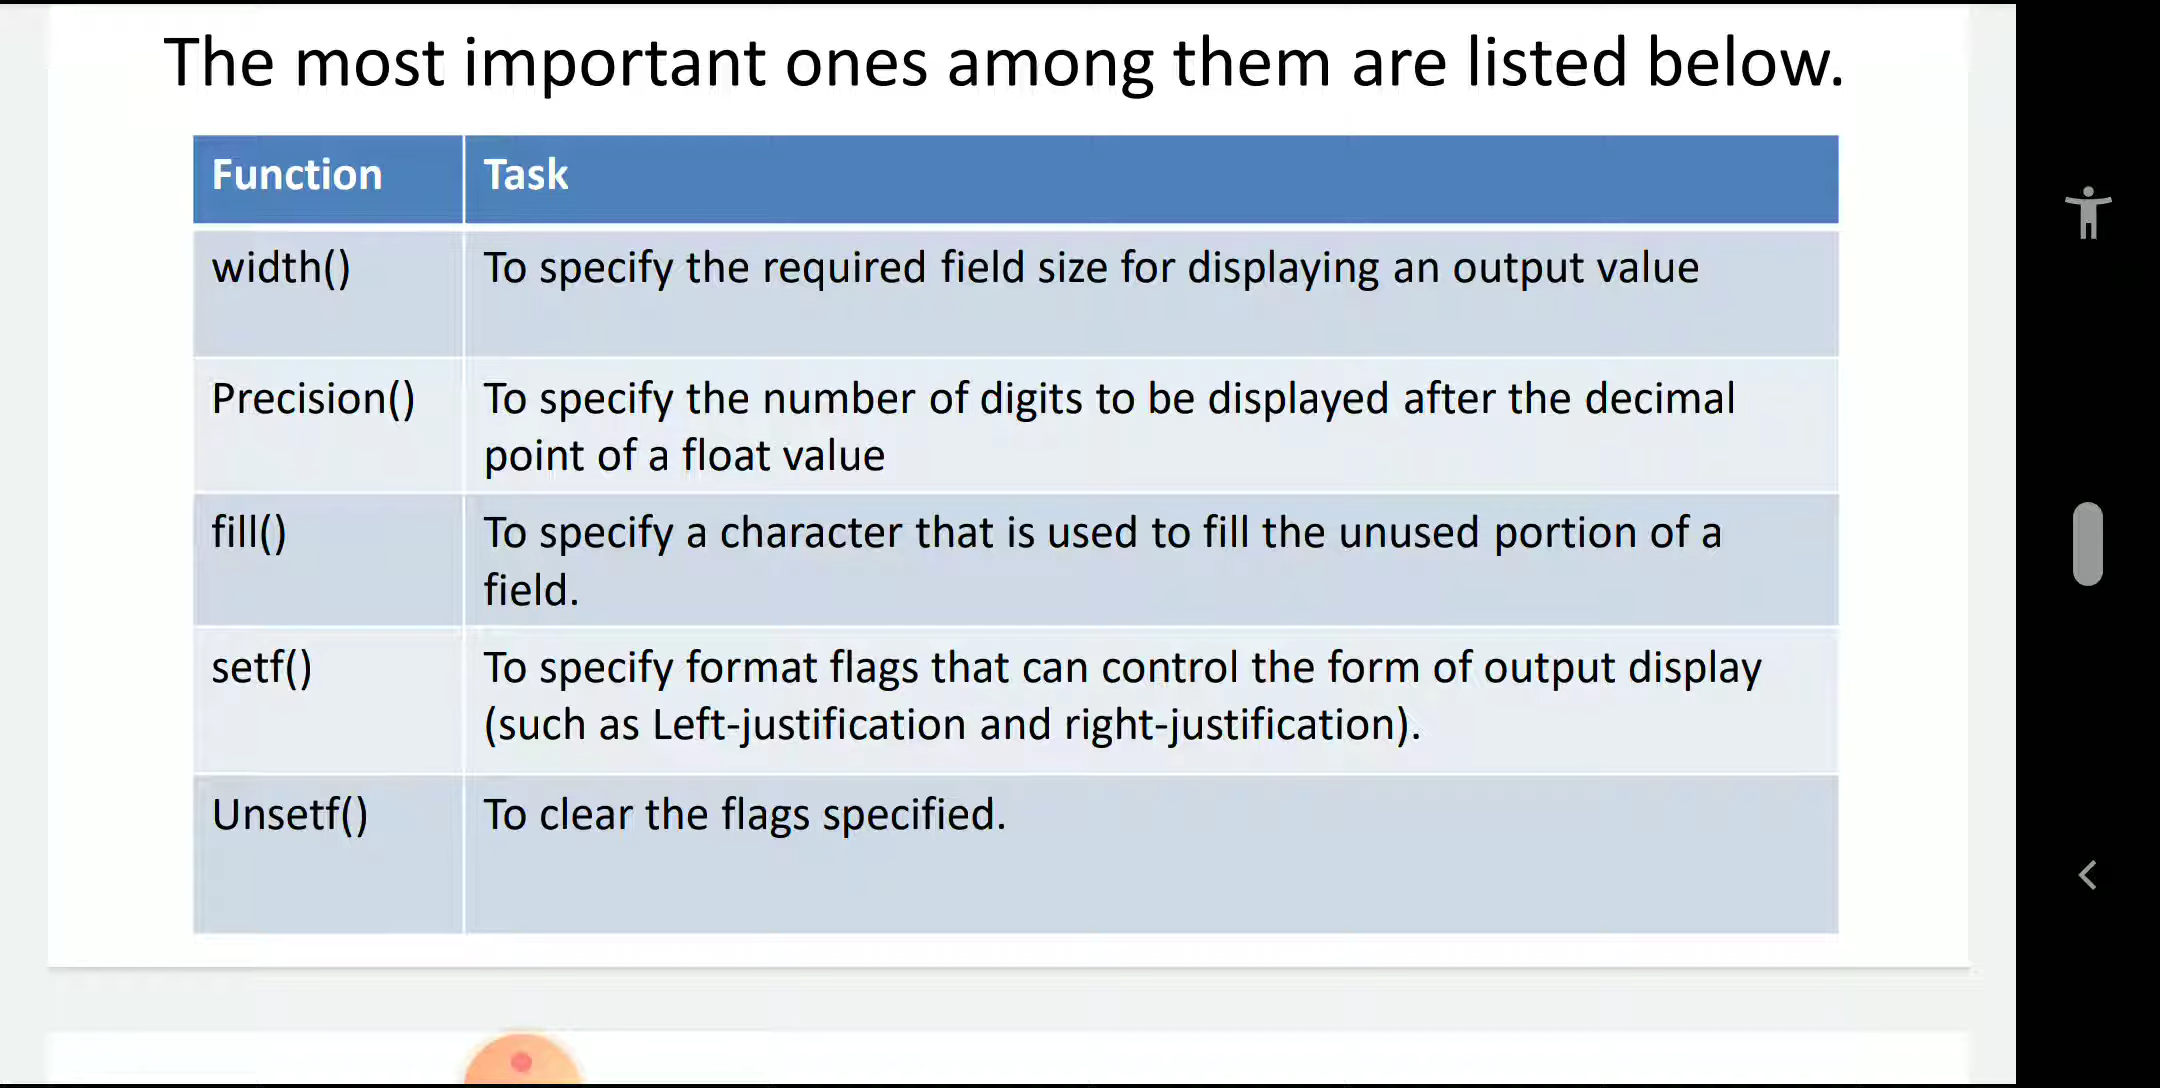 The most important ones among them are listed below.
Function Task
width() To specify the required field size for displaying an output value
Precision() To specify the number of digits to be displayed after the decimal
point of a float value
fill() To specify a character that is used to fill the unused portion of a
field.
setf() To specify format flags that can control the form of output display
(such as Left-justification and right-justification).
Unsetf() To clear the flags specified.